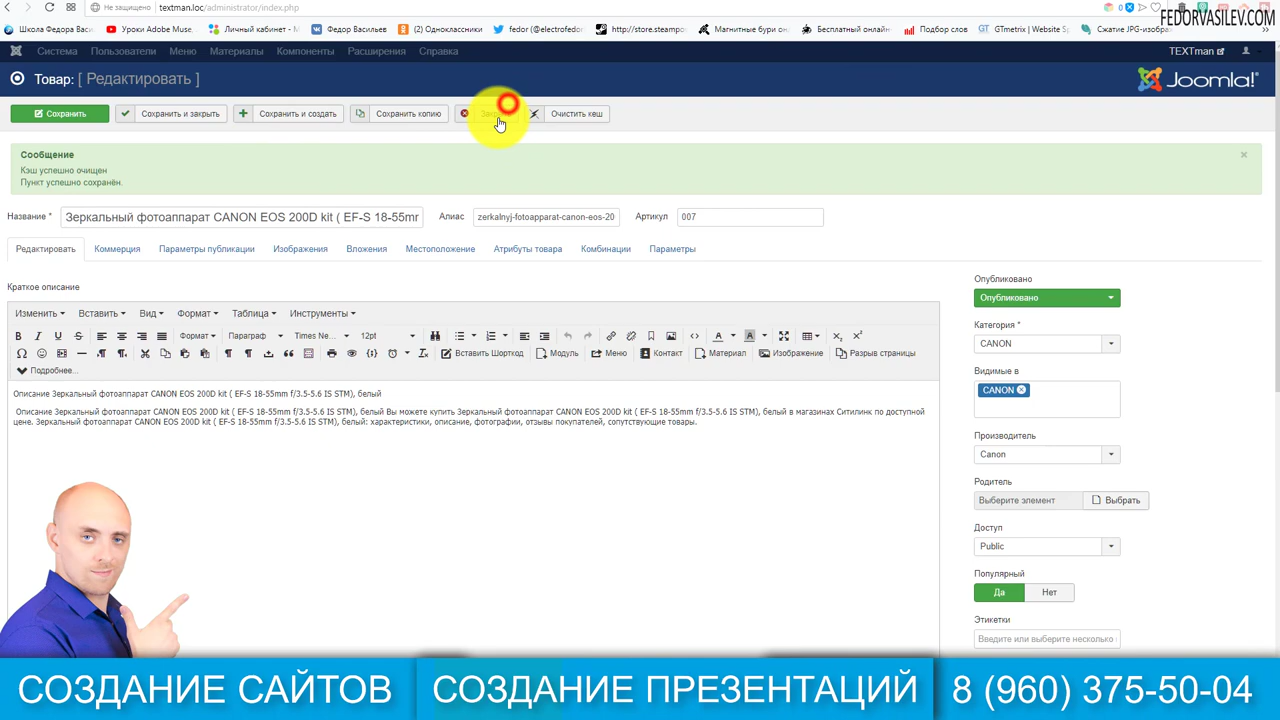 Не защищено textman.loc/administrator/index.php
FEDORVASILEV.COM
Школа Федора Васи... Уроки Adobe Muse, Личный кабинет - В Федор Васильев fedor (@electrofedo (2) Одноклассники http://store.steampo Магнитные бури он Бесплатный онлайн Подбор слов GTmetrix | Website S Сжатие JPG-изобра
Система Пользователи Меню Материалы Компоненты Расширения Справка TEXTman
Товар: [ Редактировать ] Joomla!
Сохранить Сохранить и закрыть Сохранить и создать Сохранить копию Очистить кеш
Сообщение
Кэш успешно очищен
Пункт успешно сохранён.
Название * Зеркальный фотоаппарат CANON EOS 200D kit ( EF-S 18-55mr Алиас zerkalnyj-fotoapparat-canon-eos-20 Артикул 007
Редактировать Коммерция Параметры публикации Изображения Вложения Местоположение Атрибуты товара Комбинации Параметры
Краткое описание
Изменить Вставить Вид Формат Таблица Инструменты
Формат Параграф Times Ne... 12pt
Вставить Шорткод Модуль Меню Контакт Материал Изображение Разрыв страницы
Подробнее...
Описание Зеркальный фотоаппарат CANON EOS 200D kit ( EF-S 18-55mm f/3.5-5.6 IS STM), белый
Описание Зеркальный фотоаппарат CANON EOS 200D kit ( EF-S 18-55mm f/3.5-5.6 IS STM), белый Вы можете купить Зеркальный фотоаппарат CANON EOS 200D kit ( EF-S 18-55mm f/3.5-5.6 IS STM), белый в магазинах Ситилинк по доступной
цене. Зеркальный фотоаппарат CANON EOS 200D kit ( EF-S 18-55mm f/3.5-5.6 IS STM), белый: характеристики, описание, фотографии, отзывы покупателей, сопутствующие товары.
Опубликовано
Опубликовано
Категория *
CANON
Видимые в
CANON
Производитель
Canon
Родитель
Выберите элемент Выбрать
Доступ
Public
Популярный
Да Нет
Этикетки
Введите или выберите несколько
СОЗДАНИЕ САЙТОВ СОЗДАНИЕ ПРЕЗЕНТАЦИЙ 8 (960) 375-50-04